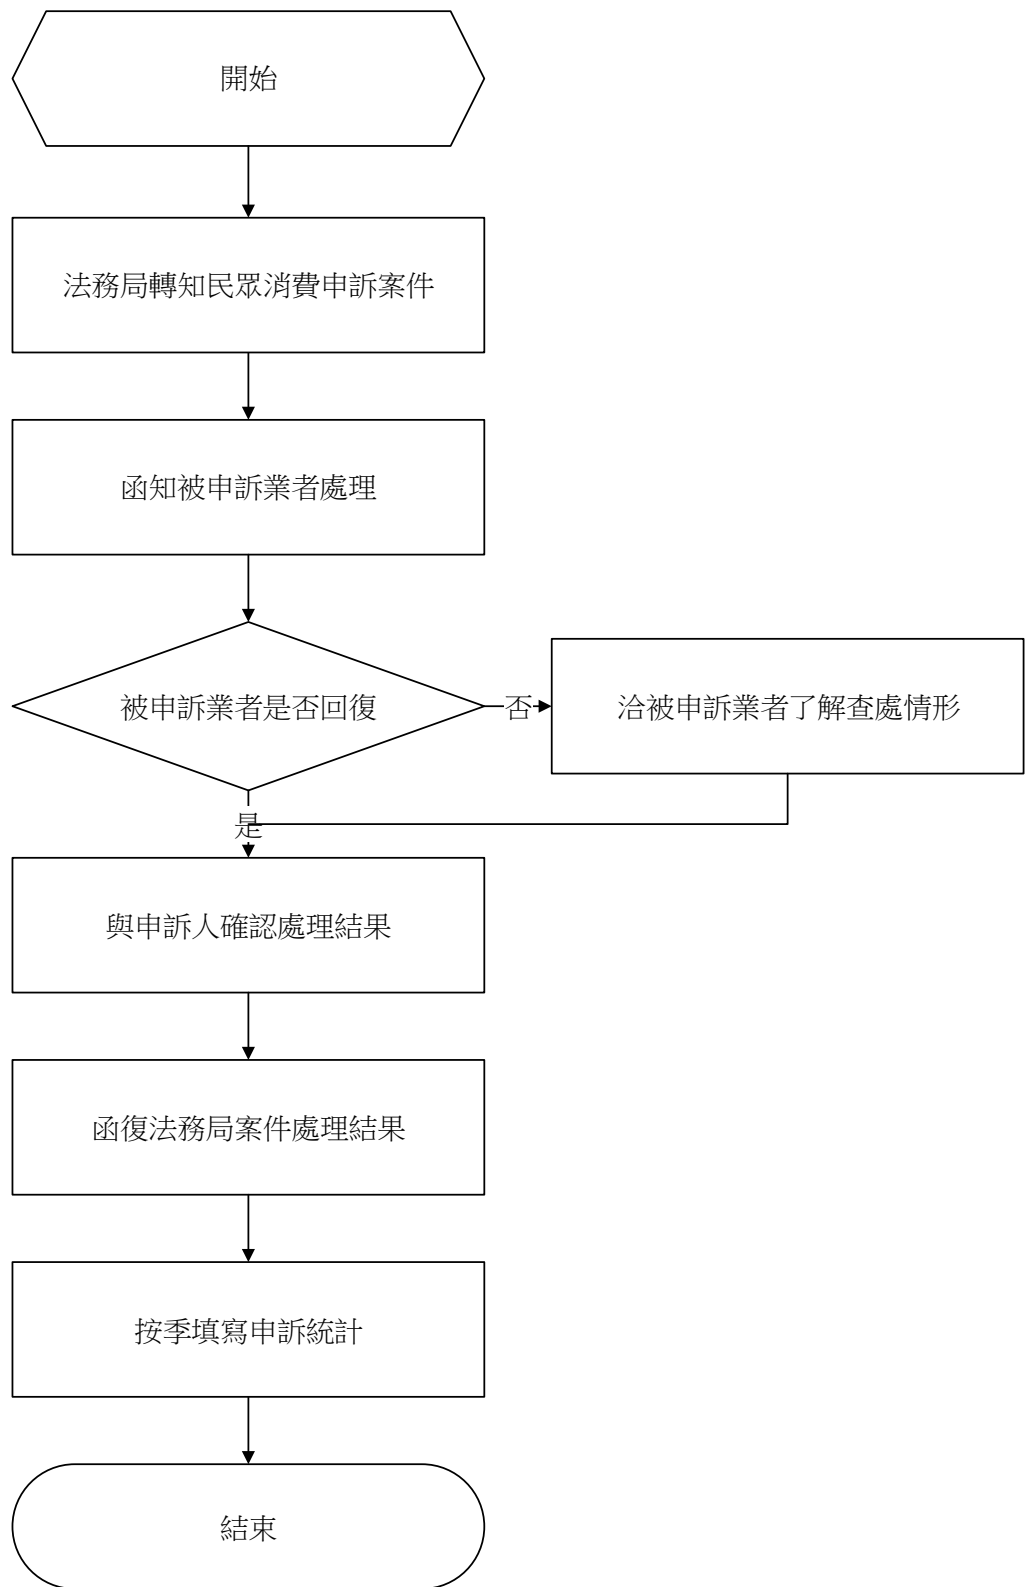 開始
法務局轉知民眾消費申訴案件
函知被申訴業者處理
被申訴業者是否回復
否
洽被申訴業者了解查處情形
是
與申訴人確認處理結果
函復法務局案件處理結果
按季填寫申訴統計
結束